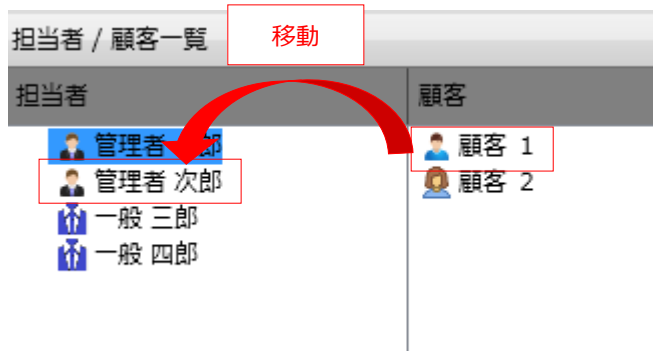 担当者 / 顧客一覧
移動
担当者
顧客
管理者 郎
顧客 1
管理者 次郎
顧客 2
一般 三郎
一般 四郎